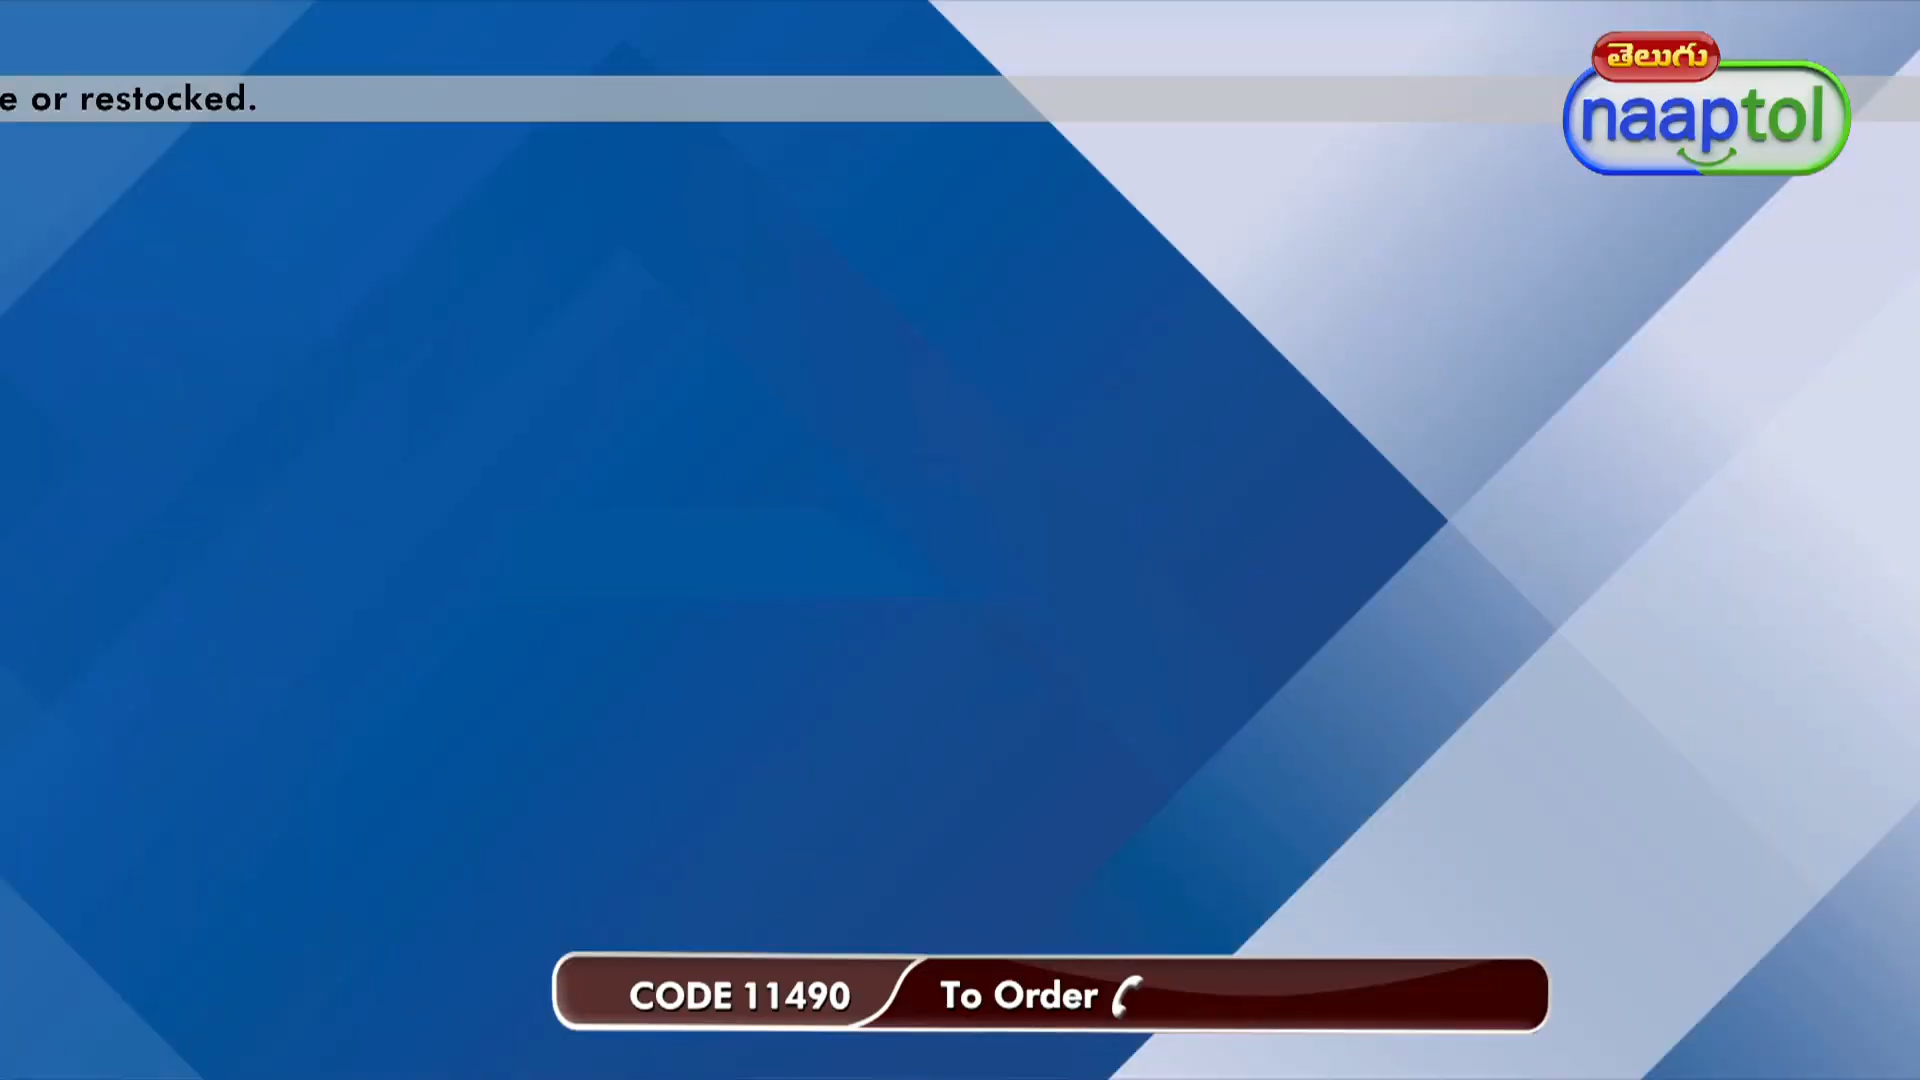 తెలుగు
e or restocked.
naaptol
CODE 11490 To Order